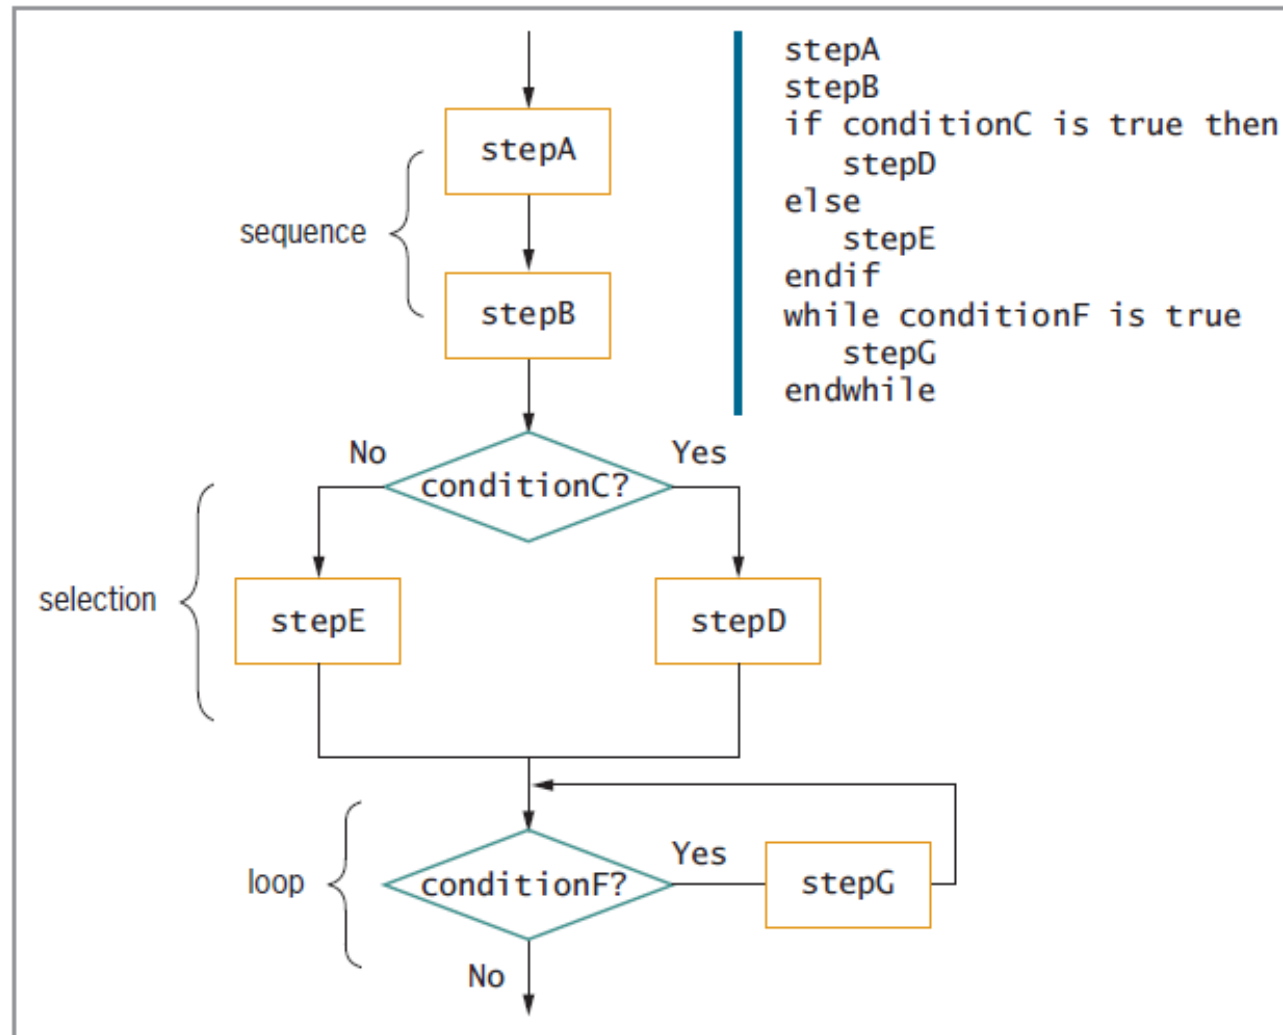 stepA
stepB
if conditionC is true then
   stepD
else
   stepE
endif
while conditionF is true
   stepG
endwhile
stepA
sequence
stepB
No
Yes
conditionC?
selection
stepE
stepD
Yes
loop
conditionF?
stepG
No